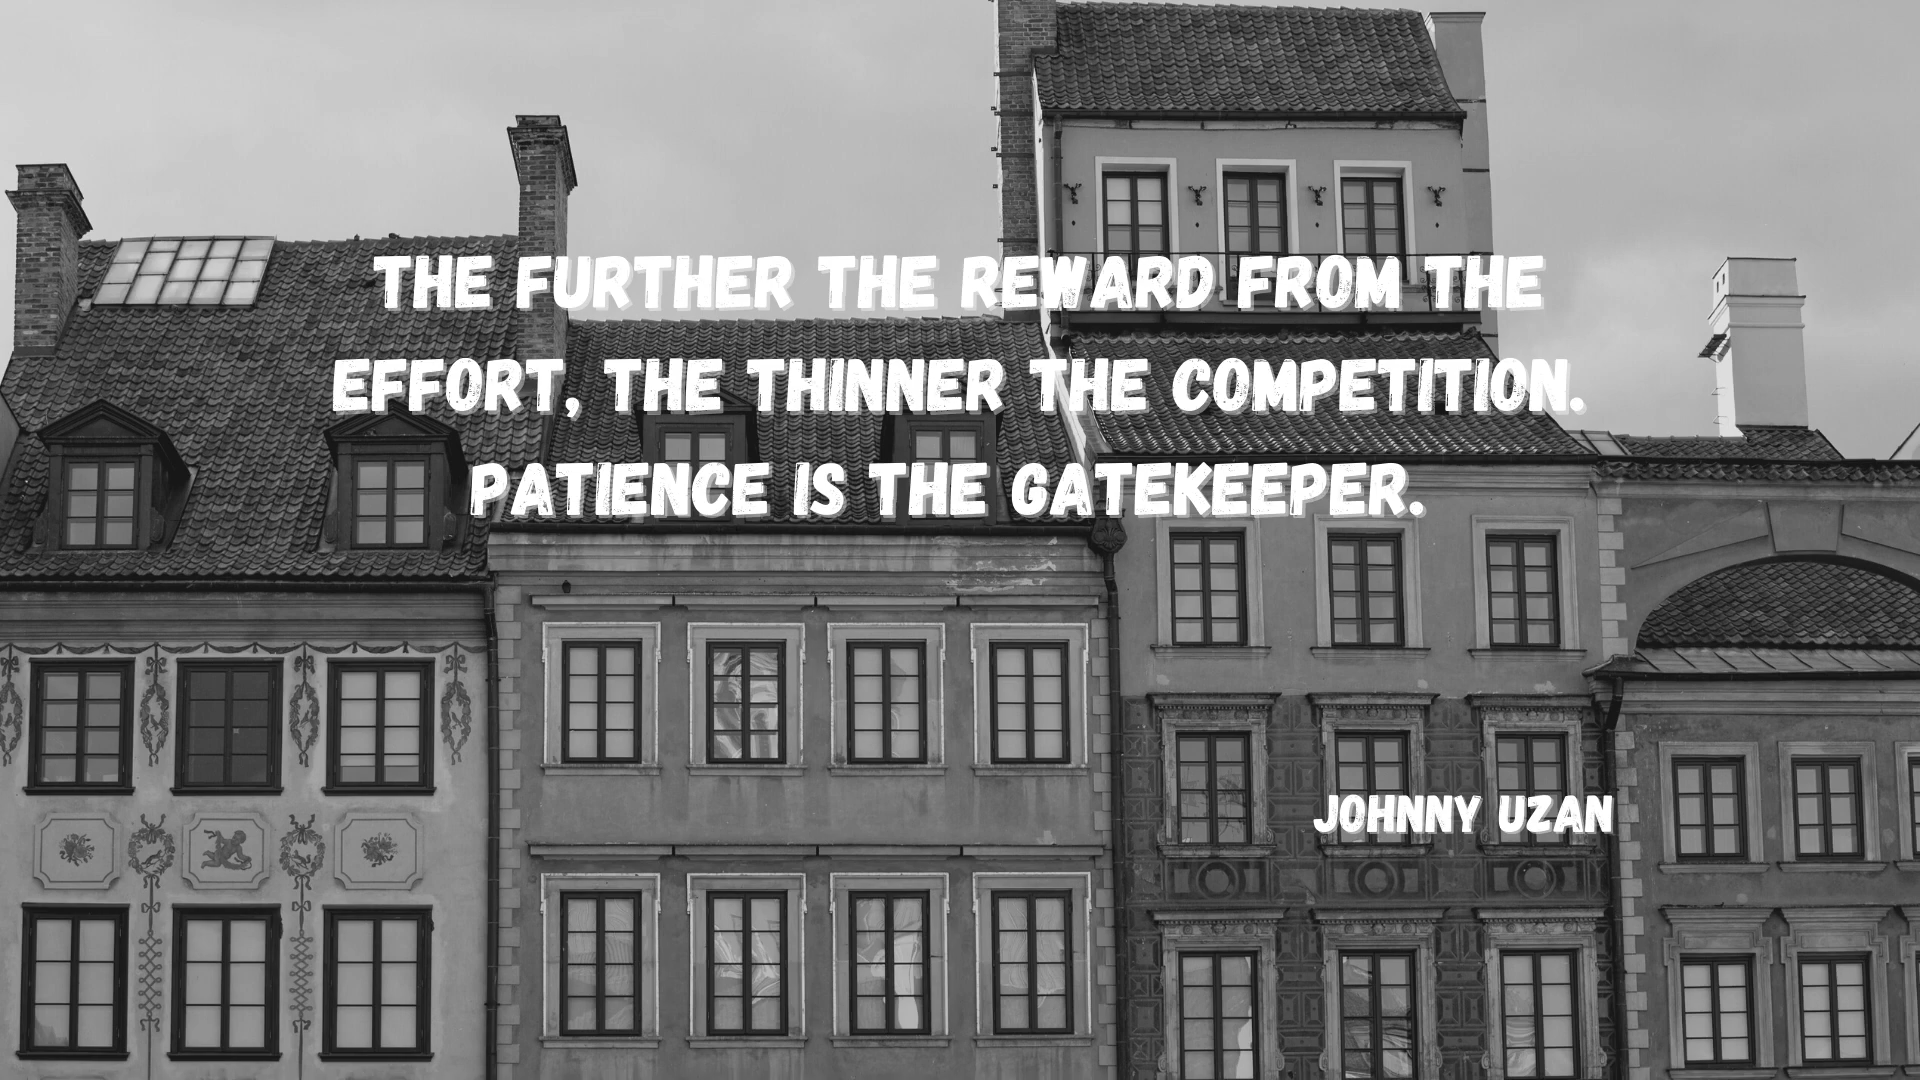 THE FURTHER THE REWARD FROM THE
EFFORT, THE THINNER THE COMPETITION.
PATIENCE IS THE GATEKEEPER.
JOHNNY UZAN